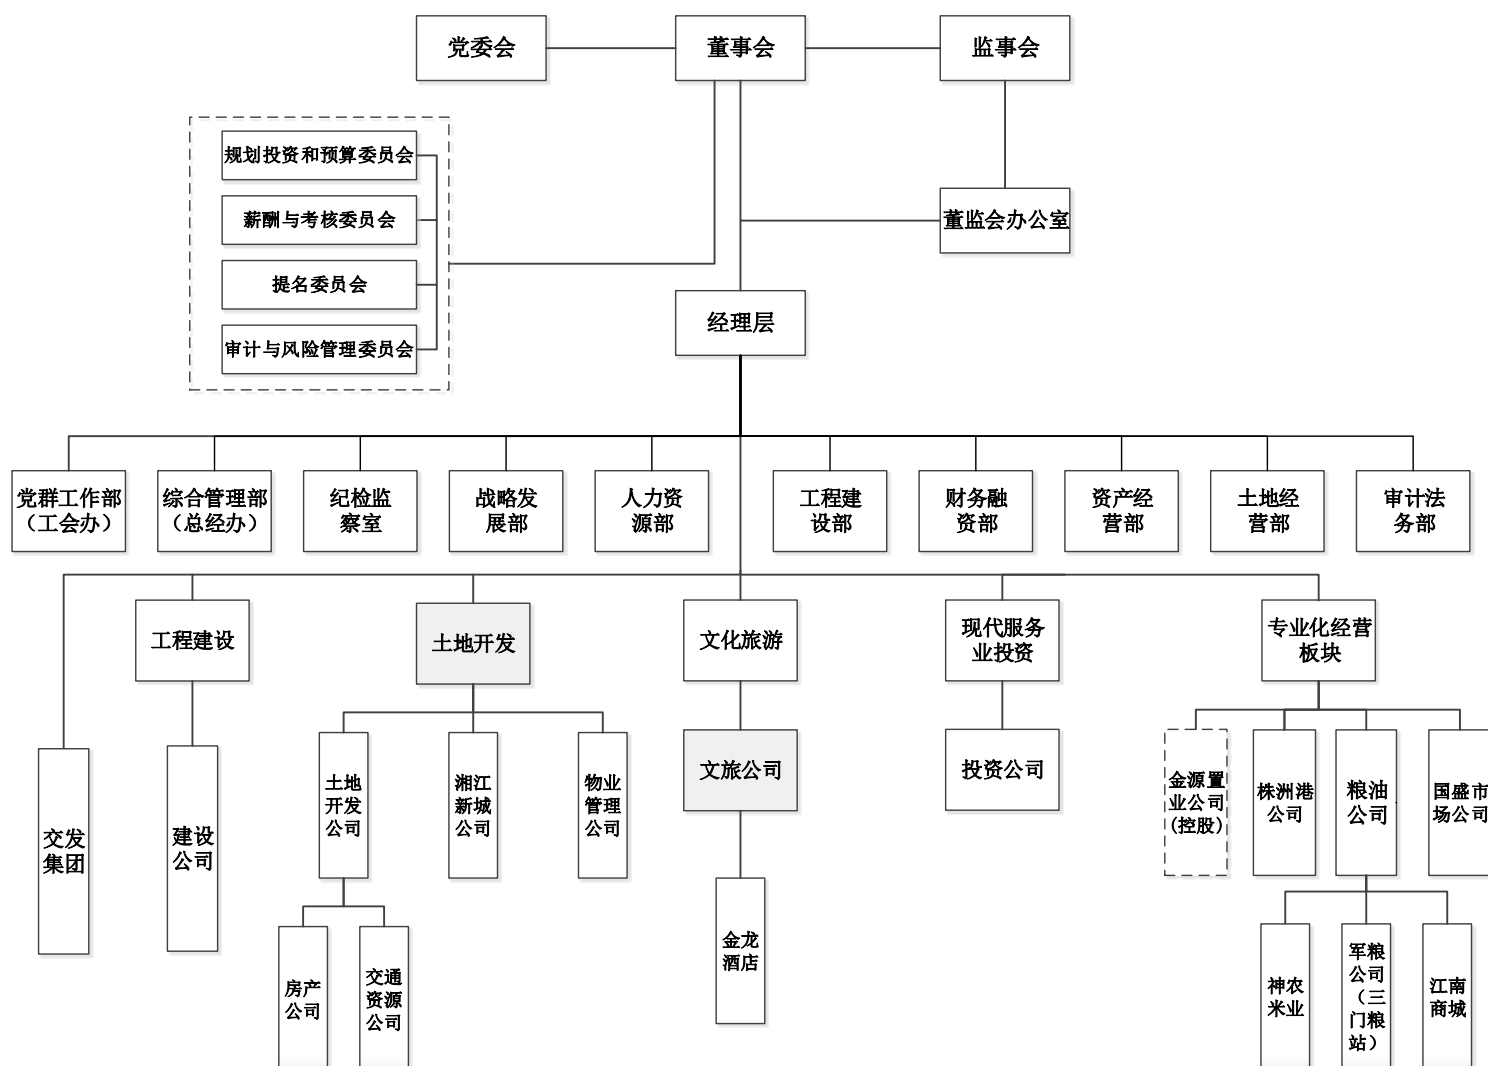 党委会
董事会
监事会
规划投资和预算委员会
薪酬与考核委员会
提名委员会
审计与风险管理委员会
董监会办公室
经理层
党群工作部
（工会办）
综合管理部
（总经办）
纪检监
察室
战略发
展部
人力资
源部
工程建
设部
财务融
资部
资产经
营部
土地经
营部
审计法
务部
工程建设
土地开发
文化旅游
现代服务
业投资
专业化经营
板块
交发
集团
建设
公司
土地
开发
公司
湘江
新城
公司
物业
管理
公司
文旅公司
投资公司
金源置
业公司
(控股)
株洲港
公司
粮油
公司
国盛市
场公司
房产
公司
交通
资源
公司
金龙
酒店
神农
米业
军粮
公司
（三
门粮
站）
江南
商城